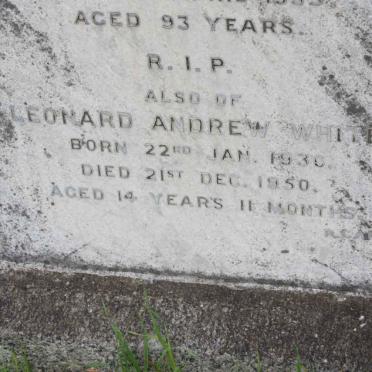 AGED 93 YEARS.
R.I.P.
ALSO OF
LEONARD ANDREW WHITE
BORN 22ND JAN. 1936.
DIED 21ST DEC. 1950.
AGED 14 YEARS 11 MONTHS.